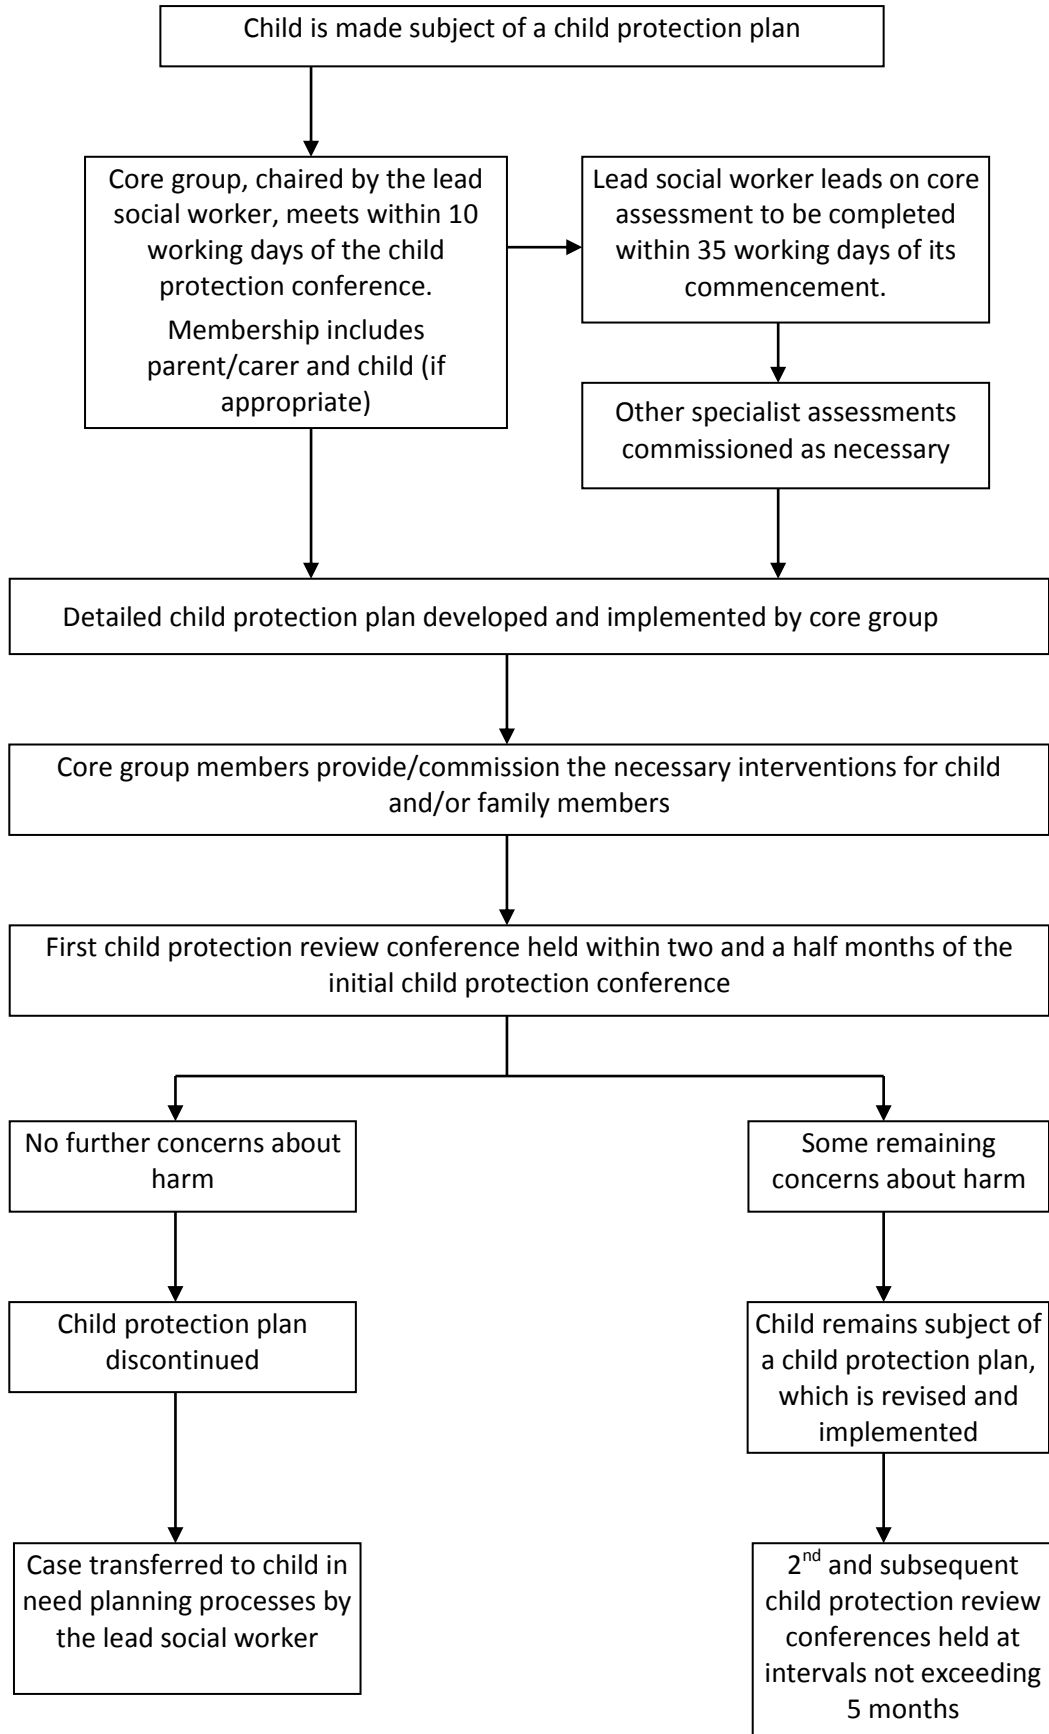 Child is made subject of a child protection plan
Core group, chaired by the lead
social worker, meets within 10
working days of the child
protection conference.
Membership includes
parent/carer and child (if
appropriate)
Lead social worker leads on core
assessment to be completed
within 35 working days of its
commencement.
Other specialist assessments
commissioned as necessary
Detailed child protection plan developed and implemented by core group
Core group members provide/commission the necessary interventions for child
and/or family members
First child protection review conference held within two and a half months of the
initial child protection conference
No further concerns about
harm
Some remaining
concerns about harm
Child protection plan
discontinued
Child remains subject of
a child protection plan,
which is revised and
implemented
Case transferred to child in
need planning processes by
the lead social worker
2nd and subsequent
child protection review
conferences held at
intervals not exceeding
5 months